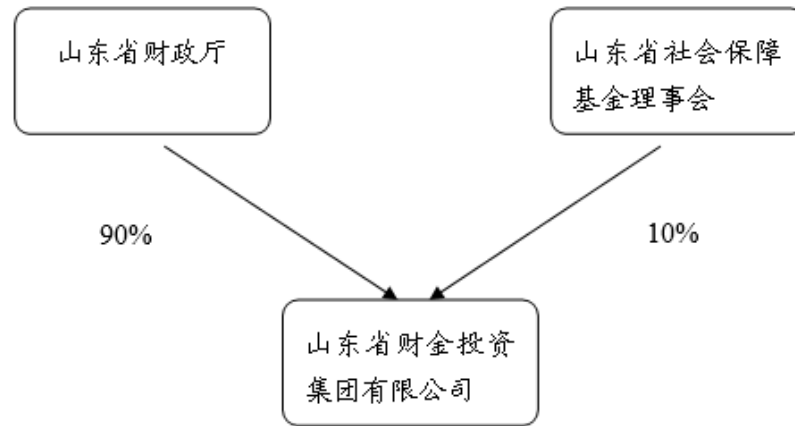 山东省财政厅
山东省社会保障
基金理事会
90%
10%
山东省财金投资
集团有限公司